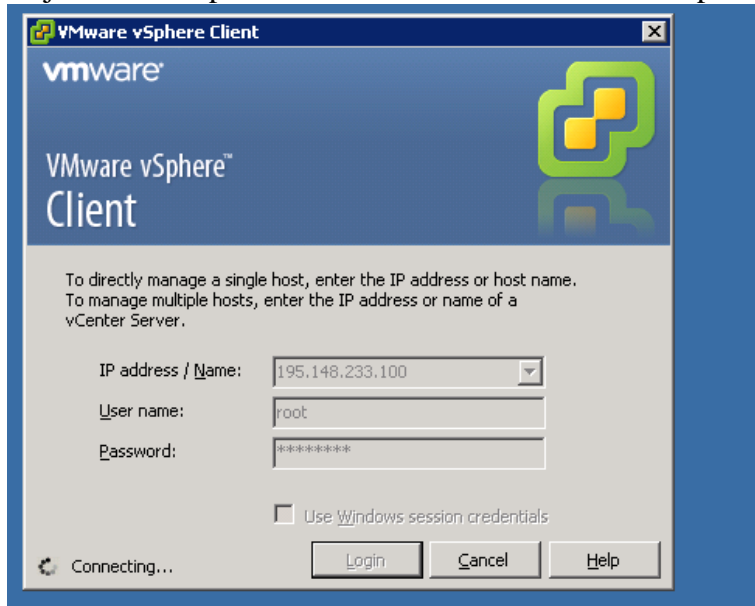 VMware vSphere Client
vmware®
VMware vSphere™
Client
To directly manage a single host, enter the IP address or host name.
To manage multiple hosts, enter the IP address or name of a
vCenter Server.
IP address / Name:
195.148.233.100
User name:
root
Password:
********
Use Windows session credentials
Connecting...
Login
Cancel
Help